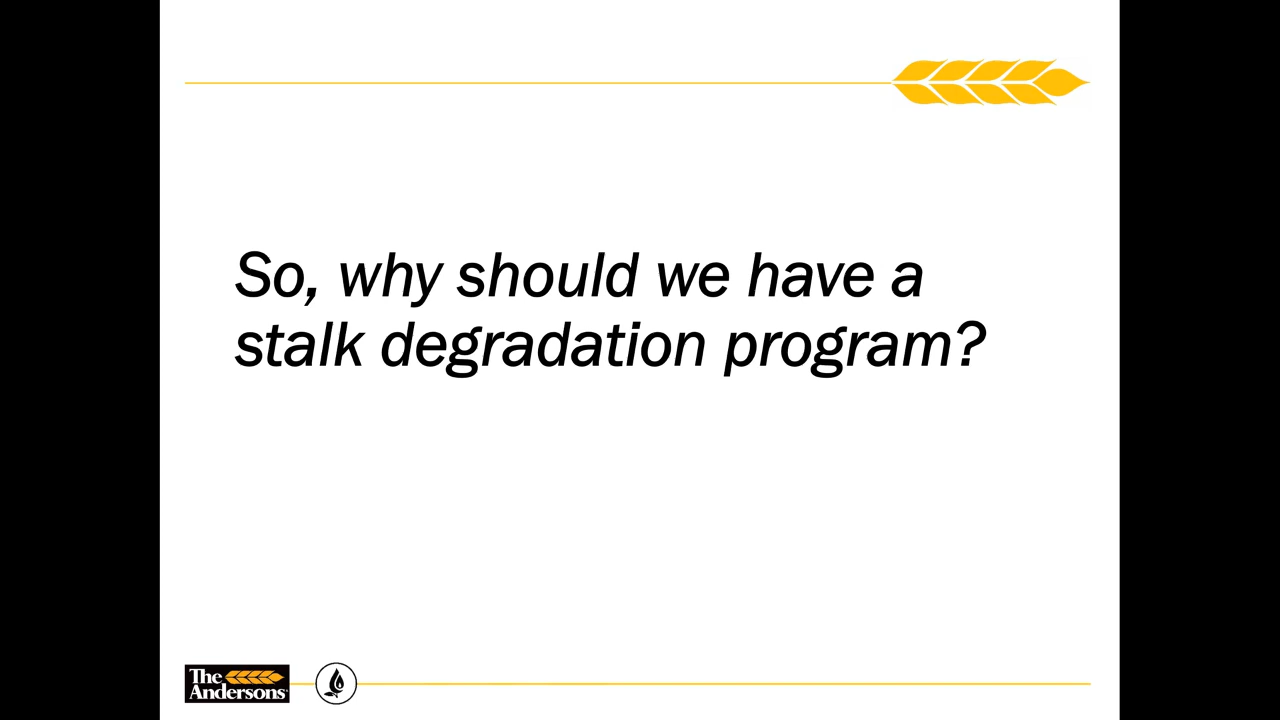 So, why should we have a
stalk degradation program?
The
Andersons